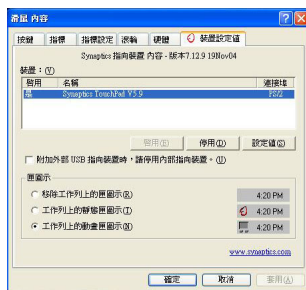 滑鼠 內容
按鍵 指標 指標設定 滾輪 硬體 裝置設定值
Synaptics 指向裝置 內容 - 版本7.12.9 19Nov04
裝置：(V)
啟用 名稱 連接埠
是 Synaptics TouchPad V5.9 PS/2
啟用(E) 停用(D) 設定值(S)
附加外部 USB 指向裝置時，請停用內部指向裝置。(U)
匣圖示
移除工作列上的匣圖示(R) 4:20 PM
工作列上的靜態匣圖示(T) 4:20 PM
工作列上的動畫匣圖示(N) 4:20 PM
www.synaptics.com
確定 取消 套用(A)